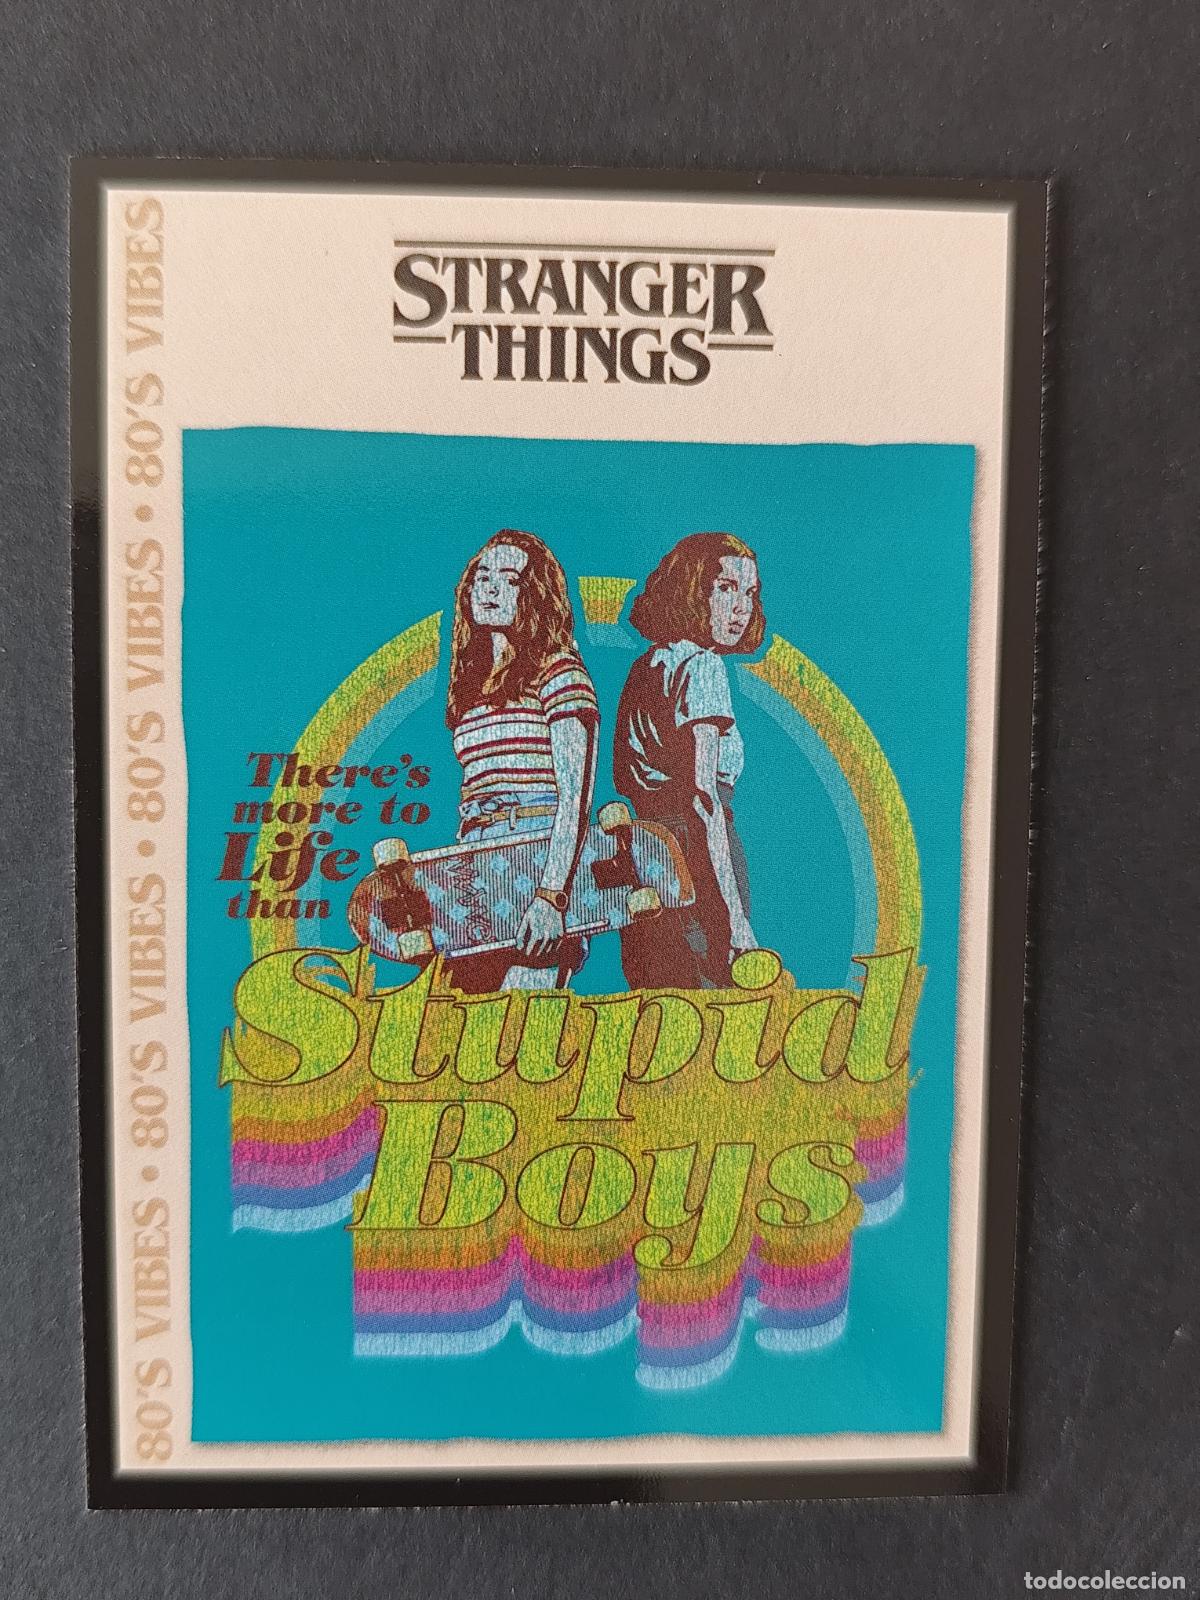 STRANGER
THINGS
80'S VIBES • 80'S VIBES • 80'S VIBES • 80'S VIBES
There's
more to
Life
than
Stupid
Boys
todocoleccion